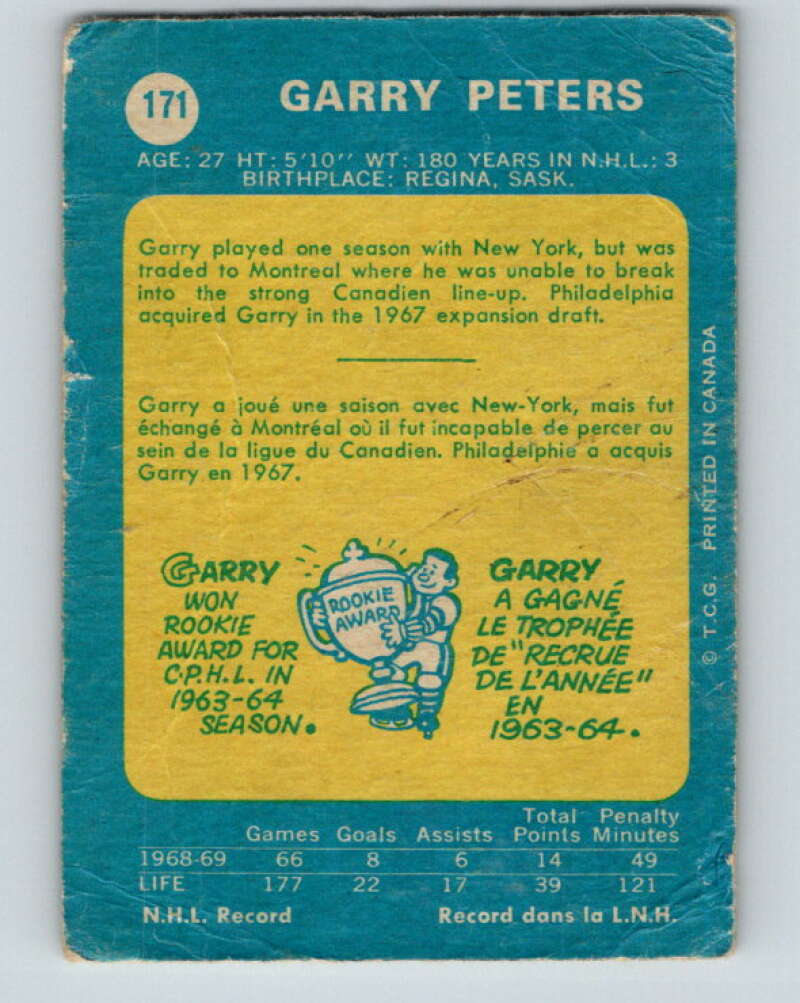 171
GARRY PETERS
AGE: 27 HT: 5'10'' WT: 180 YEARS IN N.H.L.: 3
BIRTHPLACE: REGINA, SASK.
Garry played one season with New York, but was
traded to Montreal where he was unable to break
into the strong Canadien line-up. Philadelphia
acquired Garry in the 1967 expansion draft.
Garry a joué une saison avec New-York, mais fut
échangé à Montréal où il fut incapable de percer au
sein de la ligue du Canadien. Philadelphie a acquis
Garry en 1967.
GARRY
WON
ROOKIE
AWARD FOR
C.P.H.L. IN
1963-64
SEASON.
ROOKIE
AWARD
GARRY
A GAGNÉ
LE TROPHÉE
DE "RECRUE
DE L'ANNÉE"
EN
1963-64.
© T.C.G. PRINTED IN CANADA
Total Penalty
Games Goals Assists Points Minutes
1968-69 66 8 6 14 49
LIFE 177 22 17 39 121
N.H.L. Record Record dans la L.N.H.